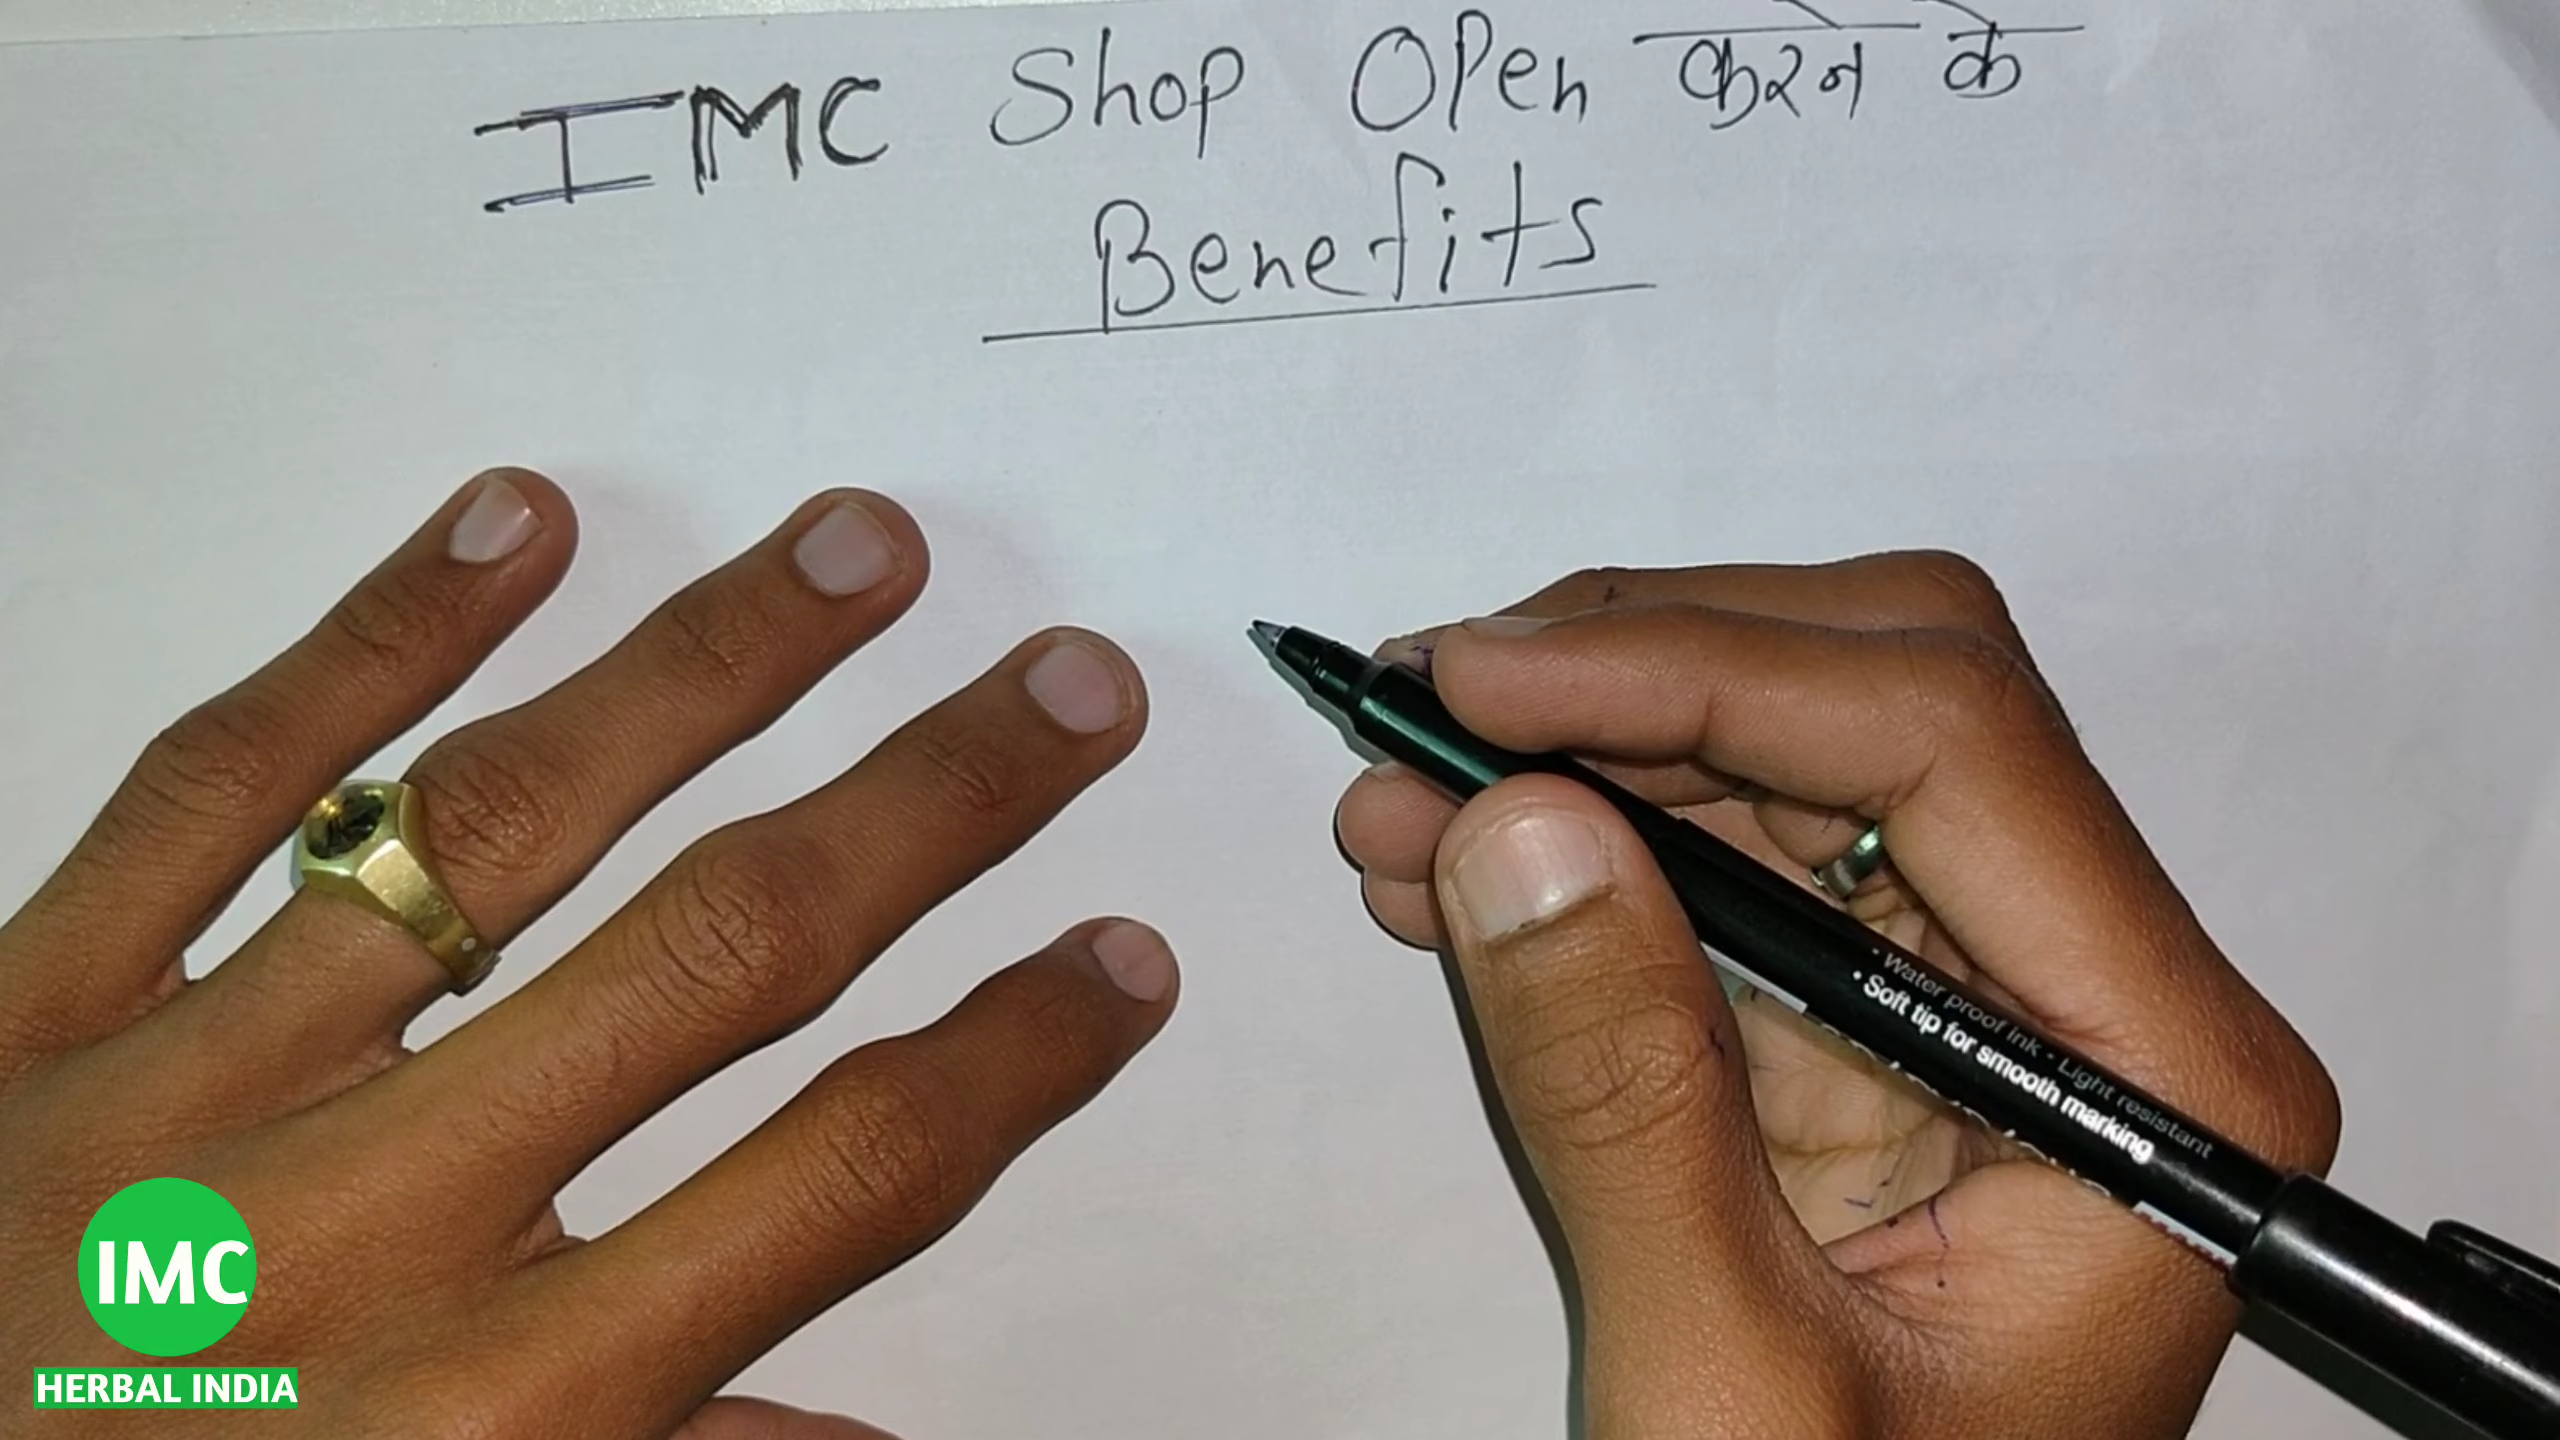 IMC Shop Open करने के
Benefits
• Water proof ink • Light resistant
• Soft tip for smooth marking
IMC
HERBAL INDIA